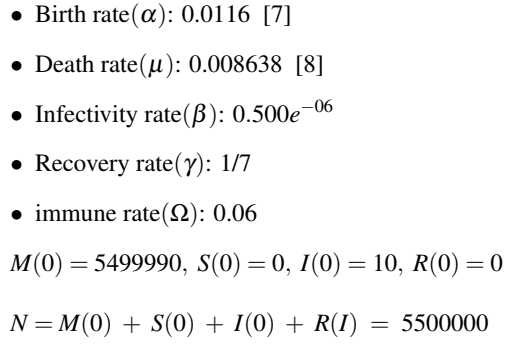 • Birth rate(α): 0.0116 [7]
• Death rate(μ): 0.008638 [8]
• Infectivity rate(β): 0.500e⁻⁰⁶
• Recovery rate(γ): 1/7
• immune rate(Ω): 0.06
M(0) = 5499990, S(0) = 0, I(0) = 10, R(0) = 0
N = M(0) + S(0) + I(0) + R(I) = 5500000